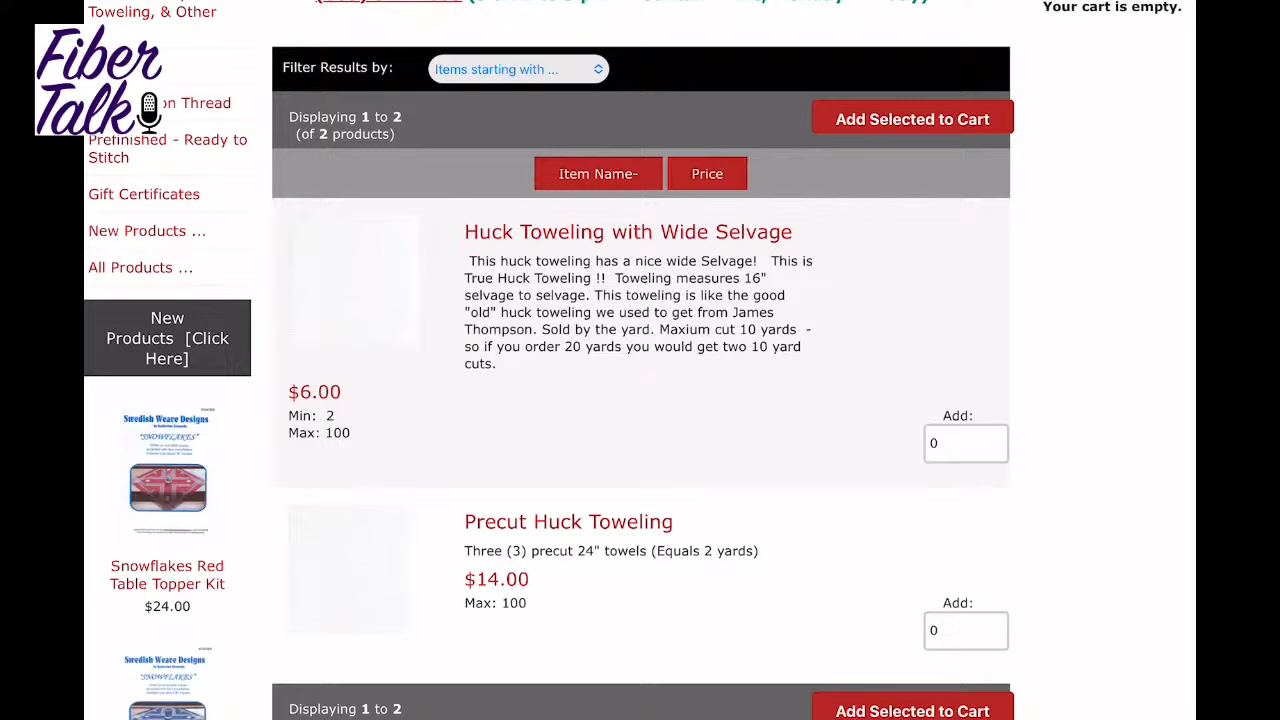 Toweling, & Other
Your cart is empty.
Fiber
Talk
Filter Results by:
Items starting with ...
on Thread
Prefinished - Ready to
Stitch
Gift Certificates
New Products ...
All Products ...
Displaying 1 to 2
(of 2 products)
Add Selected to Cart
Item Name-
Price
Huck Toweling with Wide Selvage
This huck toweling has a nice wide Selvage! This is
True Huck Toweling !! Toweling measures 16"
selvage to selvage. This toweling is like the good
"old" huck toweling we used to get from James
Thompson. Sold by the yard. Maxium cut 10 yards -
so if you order 20 yards you would get two 10 yard
cuts.
$6.00
Min: 2
Max: 100
Add:
0
New
Products [Click
Here]
Swedish Weave Designs
"SNOWFLAKES"
Snowflakes Red
Table Topper Kit
$24.00
Precut Huck Toweling
Three (3) precut 24" towels (Equals 2 yards)
$14.00
Max: 100
Add:
0
Swedish Weave Designs
"SNOWFLAKES"
Displaying 1 to 2
Add Selected to Cart